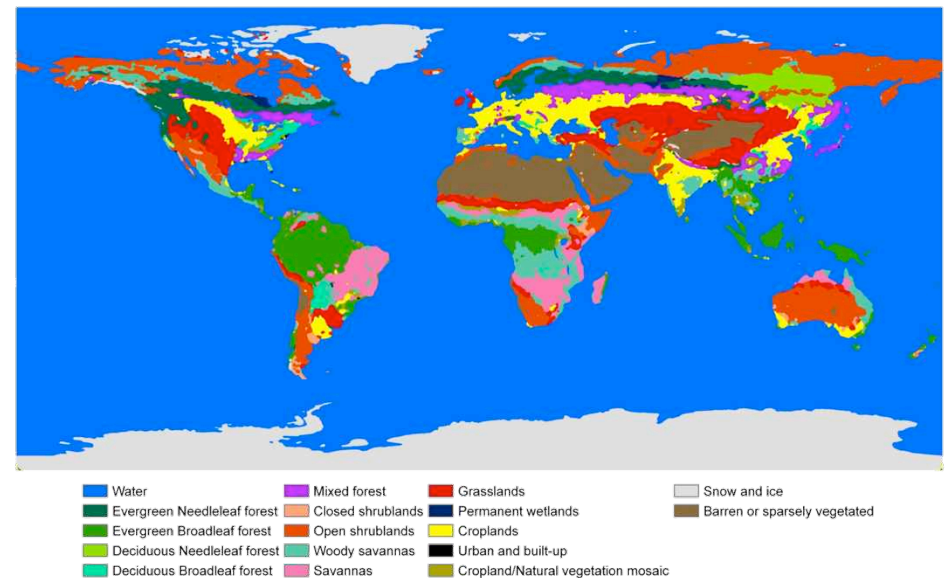 Water
Evergreen Needleleaf forest
Evergreen Broadleaf forest
Deciduous Needleleaf forest
Deciduous Broadleaf forest
Mixed forest
Closed shrublands
Open shrublands
Woody savannas
Savannas
Grasslands
Permanent wetlands
Croplands
Urban and built-up
Cropland/Natural vegetation mosaic
Snow and ice
Barren or sparsely vegetated